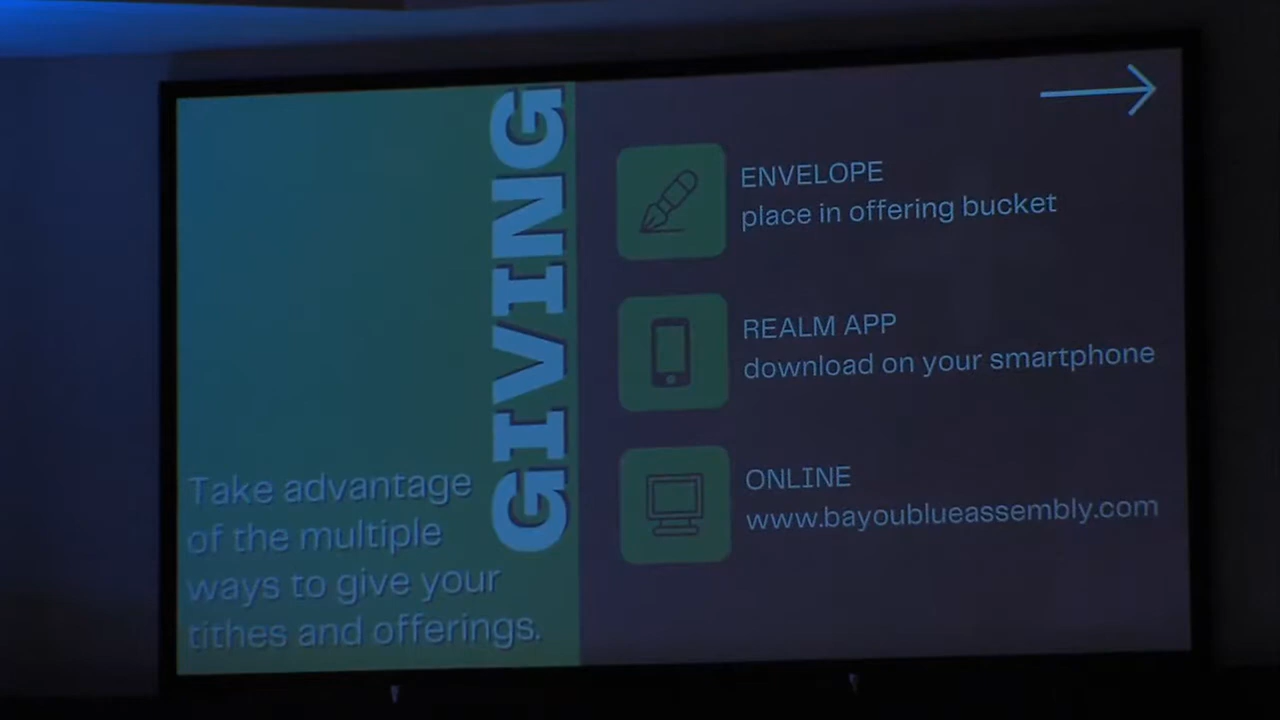 GIVING
Take advantage
of the multiple
ways to give your
tithes and offerings.
ENVELOPE
place in offering bucket
REALM APP
download on your smartphone
ONLINE
www.bayoublueassembly.com